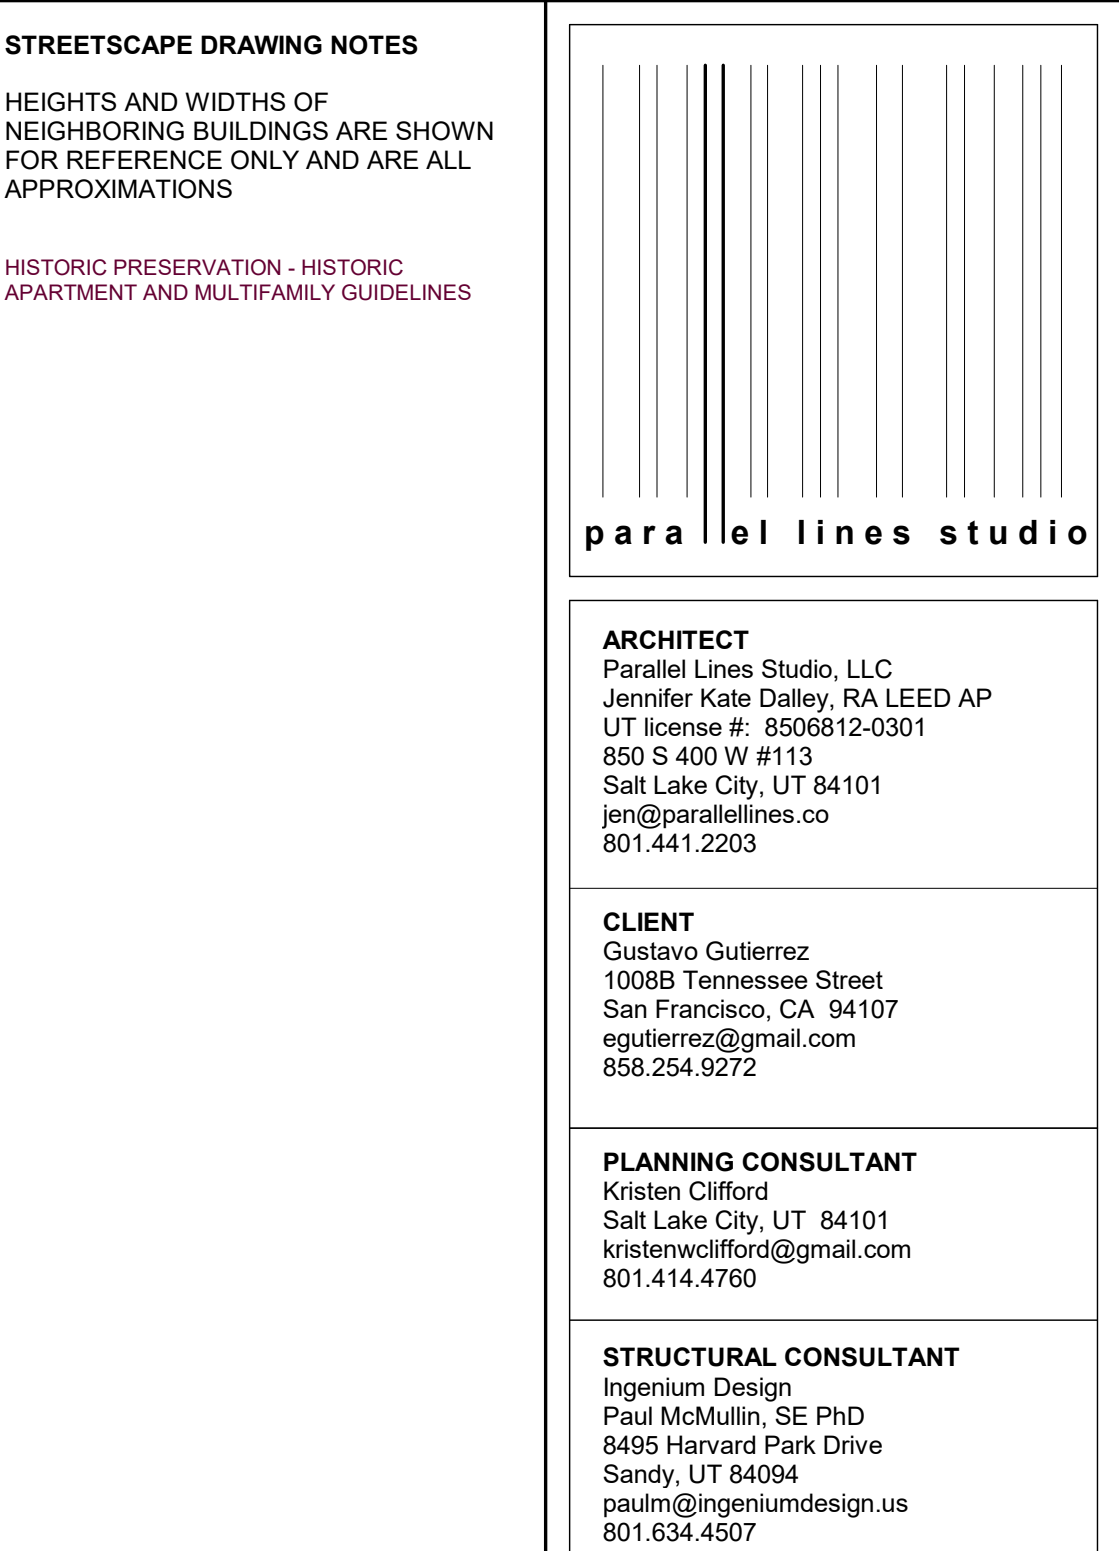 STREETSCAPE DRAWING NOTES
HEIGHTS AND WIDTHS OF
NEIGHBORING BUILDINGS ARE SHOWN
FOR REFERENCE ONLY AND ARE ALL
APPROXIMATIONS
HISTORIC PRESERVATION - HISTORIC
APARTMENT AND MULTIFAMILY GUIDELINES
parallel lines studio
ARCHITECT
Parallel Lines Studio, LLC
Jennifer Kate Dalley, RA LEED AP
UT license #:  8506812-0301
850 S 400 W #113
Salt Lake City, UT 84101
jen@parallellines.co
801.441.2203
CLIENT
Gustavo Gutierrez
1008B Tennessee Street
San Francisco, CA  94107
egutierrez@gmail.com
858.254.9272
PLANNING CONSULTANT
Kristen Clifford
Salt Lake City, UT  84101
kristenwclifford@gmail.com
801.414.4760
STRUCTURAL CONSULTANT
Ingenium Design
Paul McMullin, SE PhD
8495 Harvard Park Drive
Sandy, UT 84094
paulm@ingeniumdesign.us
801.634.4507